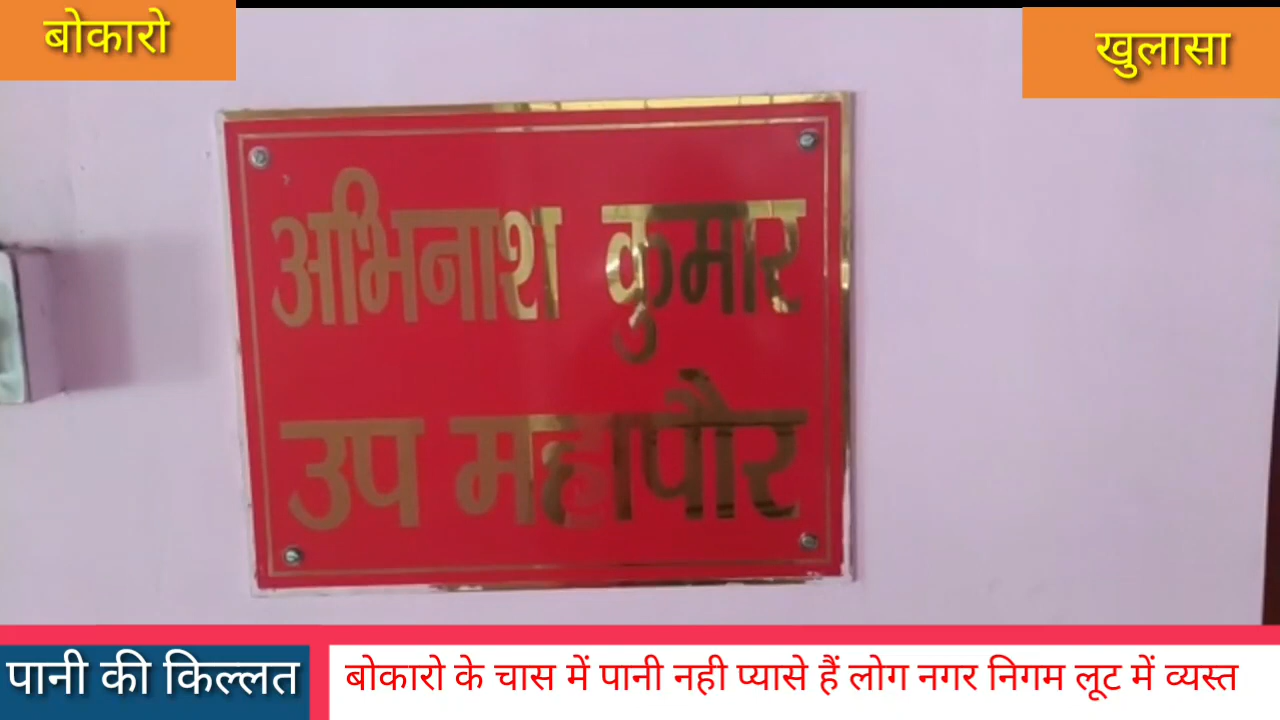 बोकारो
खुलासा
अभिनाश कुमार
उप महापौर
पानी की किल्लत
बोकारो के चास में पानी नही प्यासे हैं लोग नगर निगम लूट में व्यस्त